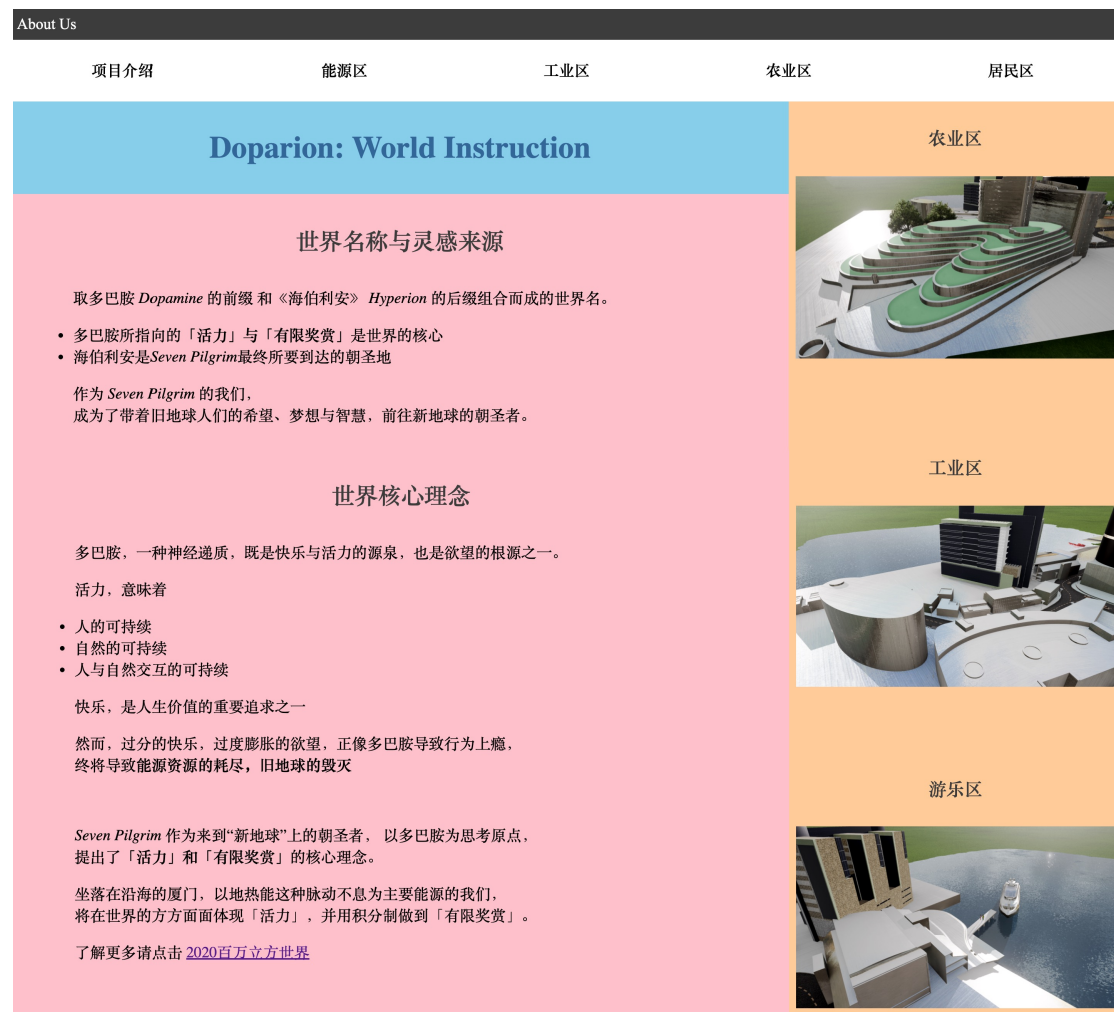 About Us
项目介绍 能源区 工业区 农业区 居民区
Doparion: World Instruction
世界名称与灵感来源
取多巴胺 Dopamine 的前缀 和《海伯利安》 Hyperion 的后缀组合而成的世界名。
• 多巴胺所指向的「活力」与「有限奖赏」是世界的核心
• 海伯利安是Seven Pilgrim最终所要到达的朝圣地
作为 Seven Pilgrim 的我们，
成为了带着旧地球人们的希望、梦想与智慧，前往新地球的朝圣者。
世界核心理念
多巴胺，一种神经递质，既是快乐与活力的源泉，也是欲望的根源之一。
活力，意味着
• 人的可持续
• 自然的可持续
• 人与自然交互的可持续
快乐，是人生价值的重要追求之一
然而，过分的快乐，过度膨胀的欲望，正像多巴胺导致行为上瘾，
终将导致能源资源的耗尽，旧地球的毁灭
Seven Pilgrim 作为来到“新地球”上的朝圣者， 以多巴胺为思考原点，
提出了「活力」和「有限奖赏」的核心理念。
坐落在沿海的厦门，以地热能这种脉动不息为主要能源的我们，
将在世界的方方面面体现「活力」，并用积分制做到「有限奖赏」。
了解更多请点击 2020百万立方世界
农业区
工业区
游乐区